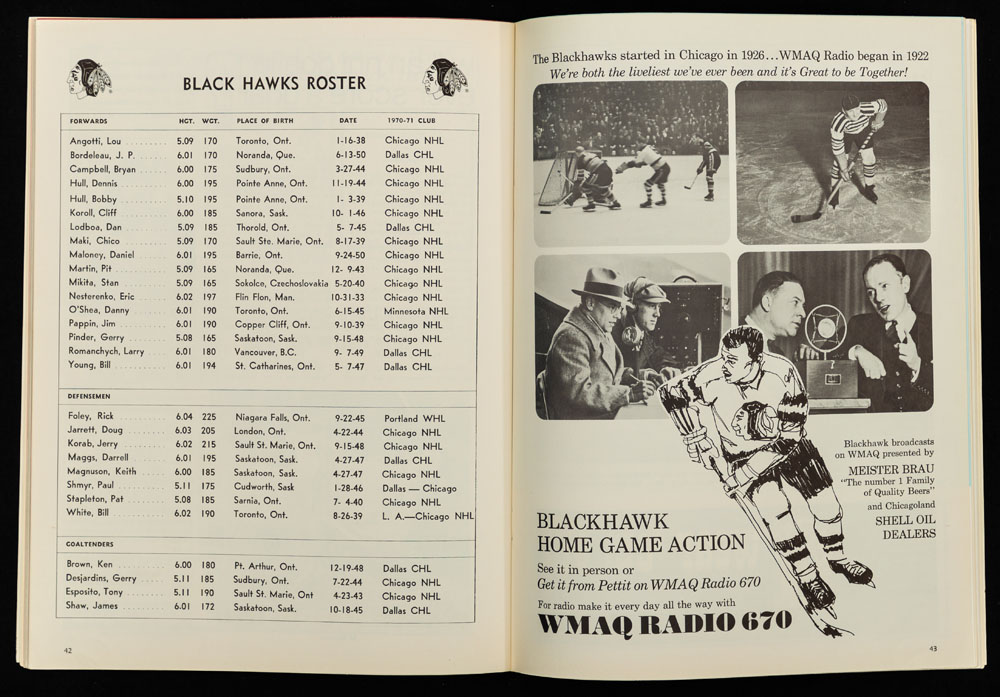 BLACK HAWKS ROSTER
FORWARDS HGT. WGT. PLACE OF BIRTH DATE 1970-71 CLUB
Angotti, Lou ........ 5.09 170 Toronto, Ont. 1-16-38 Chicago NHL
Bordeleau, J. P. ........ 6.01 170 Noranda, Que. 6-13-50 Dallas CHL
Campbell, Bryan ........ 6.00 175 Sudbury, Ont. 3-27-44 Chicago NHL
Hull, Dennis ........ 6.00 195 Pointe Anne, Ont. 11-19-44 Chicago NHL
Hull, Bobby ........ 5.10 195 Pointe Anne, Ont. 1- 3-39 Chicago NHL
Koroll, Cliff ........ 6.00 185 Sanora, Sask. 10- 1-46 Chicago NHL
Lodboa, Dan ........ 5.09 185 Thorold, Ont. 5- 7-45 Dallas CHL
Maki, Chico ........ 5.09 170 Sault Ste. Marie, Ont. 8-17-39 Chicago NHL
Maloney, Daniel ........ 6.01 195 Barrie, Ont. 9-24-50 Chicago NHL
Martin, Pit ........ 5.09 165 Noranda, Que. 12- 9-43 Chicago NHL
Mikita, Stan ........ 5.09 165 Sokolce, Czechoslovakia 5-20-40 Chicago NHL
Nesterenko, Eric ........ 6.02 197 Flin Flon, Man. 10-31-33 Chicago NHL
O'Shea, Danny ........ 6.01 190 Toronto, Ont. 6-15-45 Minnesota NHL
Pappin, Jim ........ 6.01 190 Copper Cliff, Ont. 9-10-39 Chicago NHL
Pinder, Gerry ........ 5.08 165 Saskatoon, Sask. 9-15-48 Chicago NHL
Romanchych, Larry ........ 6.01 180 Vancouver, B.C. 9- 7-49 Dallas CHL
Young, Bill ........ 6.01 194 St. Catharines, Ont. 5- 7-47 Dallas CHL
DEFENSEMEN
Foley, Rick ........ 6.04 225 Niagara Falls, Ont. 9-22-45 Portland WHL
Jarrett, Doug ........ 6.03 205 London, Ont. 4-22-44 Chicago NHL
Korab, Jerry ........ 6.02 215 Sault St. Marie, Ont 9-15-48 Chicago NHL
Maggs, Darrell ........ 6.01 195 Saskatoon, Sask. 4-27-47 Dallas CHL
Magnuson, Keith ........ 6.00 185 Saskatoon, Sask. 4-27-47 Chicago NHL
Shmyr, Paul ........ 5.11 175 Cudworth, Sask 1-28-46 Dallas — Chicago
Stapleton, Pat ........ 5.08 185 Sarnia, Ont. 7- 4-40 Chicago NHL
White, Bill ........ 6.02 190 Toronto, Ont. 8-26-39 L. A.—Chicago NHL
GOALTENDERS
Brown, Ken ........ 6.00 180 Pt. Arthur, Ont. 12-19-48 Dallas CHL
Desjardins, Gerry ........ 5.11 185 Sudbury, Ont. 7-22-44 Chicago NHL
Esposito, Tony ........ 5.11 190 Sault St. Marie, Ont 4-23-43 Chicago NHL
Shaw, James ........ 6.01 172 Saskatoon, Sask. 10-18-45 Dallas CHL
42
The Blackhawks started in Chicago in 1926...WMAQ Radio began in 1922
We're both the liveliest we've ever been and it's Great to be Together!
Blackhawk broadcasts
on WMAQ presented by
MEISTER BRAU
"The number 1 Family
of Quality Beers"
and Chicagoland
SHELL OIL
DEALERS
BLACKHAWK
HOME GAME ACTION
See it in person or
Get it from Pettit on WMAQ Radio 670
For radio make it every day all the way with
WMAQ RADIO 670
43